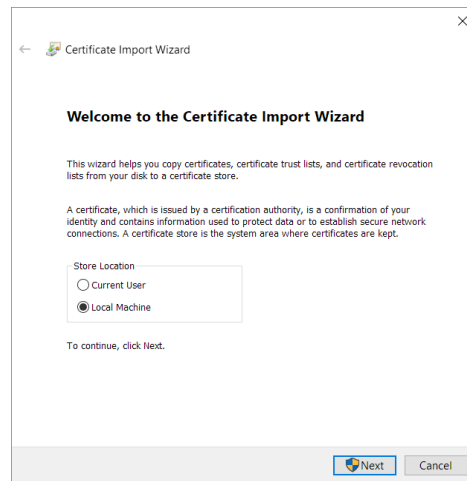 Certificate Import Wizard
Welcome to the Certificate Import Wizard
This wizard helps you copy certificates, certificate trust lists, and certificate revocation
lists from your disk to a certificate store.
A certificate, which is issued by a certification authority, is a confirmation of your
identity and contains information used to protect data or to establish secure network
connections. A certificate store is the system area where certificates are kept.
Store Location
Current User
Local Machine
To continue, click Next.
Next Cancel